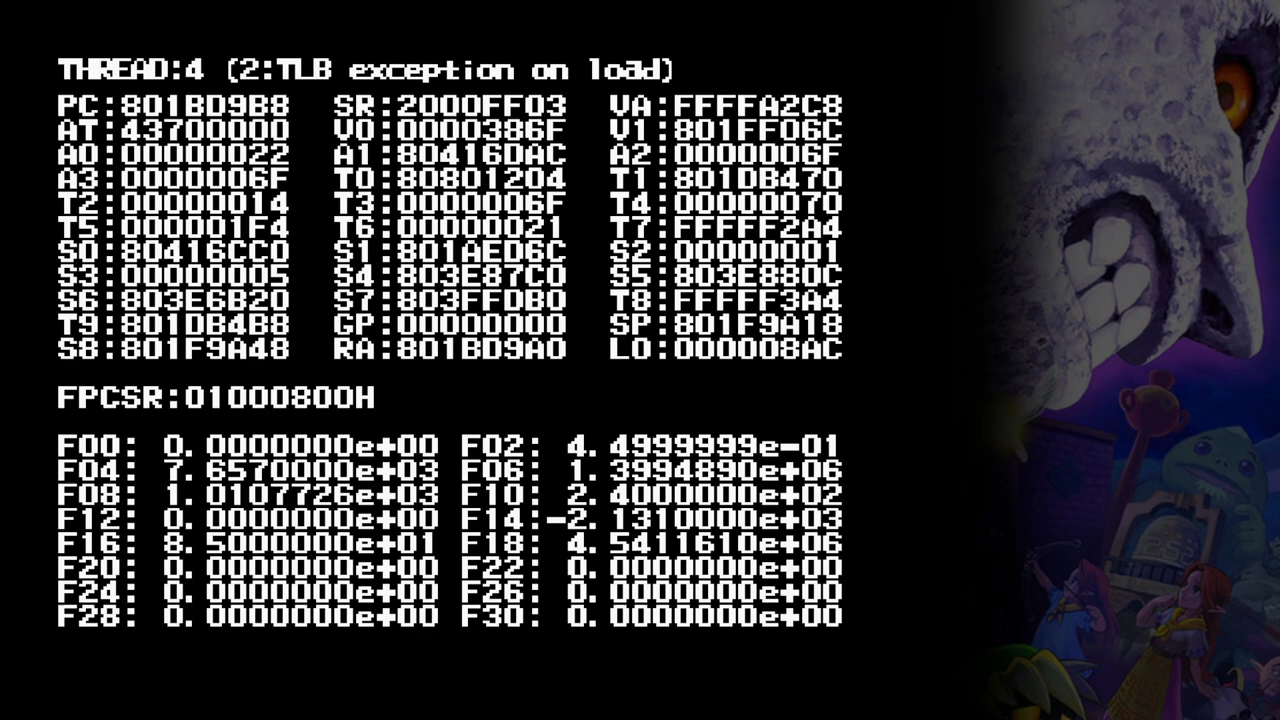 THREAD:4 (2:TLB exception on load)
PC:801BD9B8 SR:2000FF03 VA:FFFFA2C8
AT:43700000 V0:0000386F V1:801FF06C
A0:00000022 A1:80416DAC A2:0000006F
A3:0000006F T0:80801204 T1:801DB470
T2:00000014 T3:0000006F T4:00000070
T5:000001F4 T6:00000021 T7:FFFFF2A4
S0:80416CC0 S1:801AED6C S2:00000001
S3:00000005 S4:803E87C0 S5:803E880C
S6:803E6B20 S7:803FFDB0 T8:FFFFF3A4
T9:801DB4B8 GP:00000000 SP:801F9A18
S8:801F9A48 RA:801BD9A0 LO:000008AC
FPCSR:01000800H
F00: 0.0000000e+00 F02: 4.4999999e-01
F04: 7.6570000e+03 F06: 1.3994890e+06
F08: 1.0107726e+03 F10: 2.4000000e+02
F12: 0.0000000e+00 F14:-2.1310000e+03
F16: 8.5000000e+01 F18: 4.5411610e+06
F20: 0.0000000e+00 F22: 0.0000000e+00
F24: 0.0000000e+00 F26: 0.0000000e+00
F28: 0.0000000e+00 F30: 0.0000000e+00